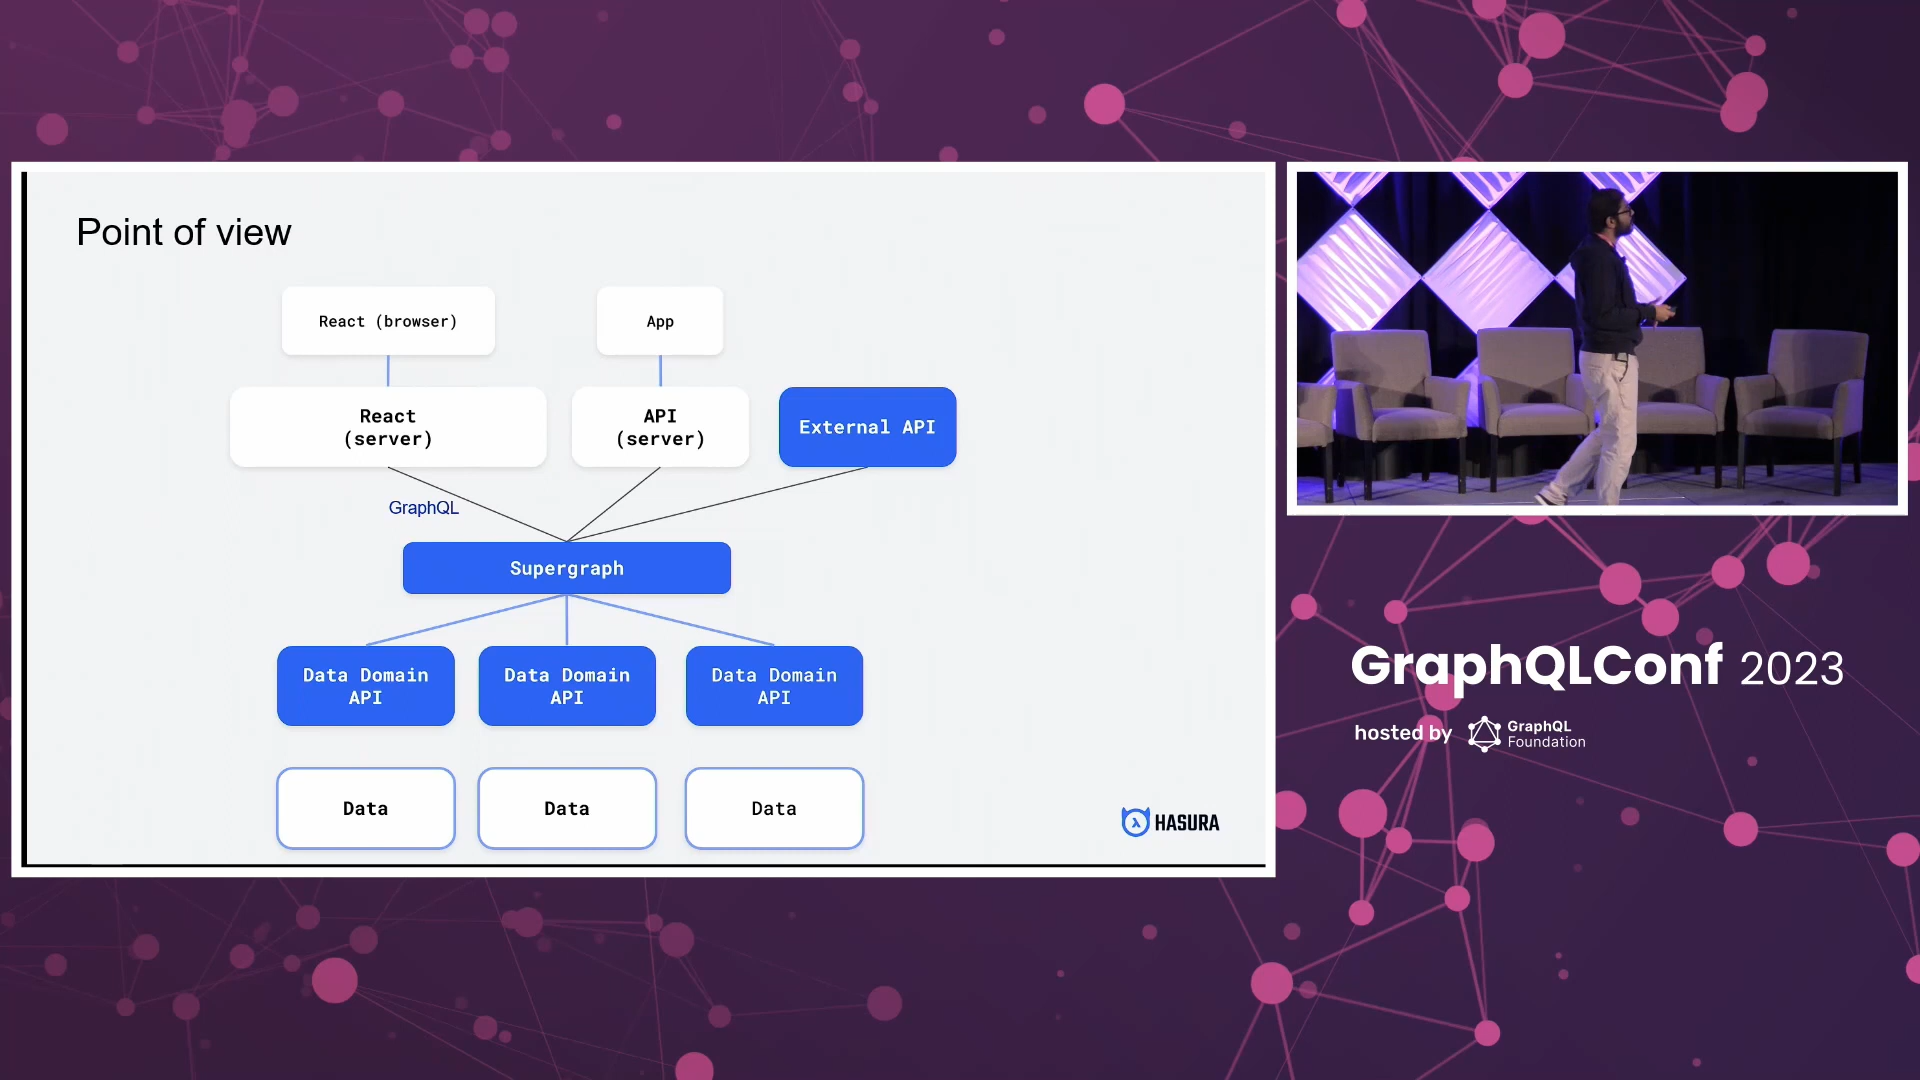 Point of view
React (browser)
App
React
(server)
API
(server)
External API
GraphQL
Supergraph
Data Domain
API
Data Domain
API
Data Domain
API
Data
Data
Data
HASURA
GraphQLConf 2023
hosted by
GraphQL
Foundation